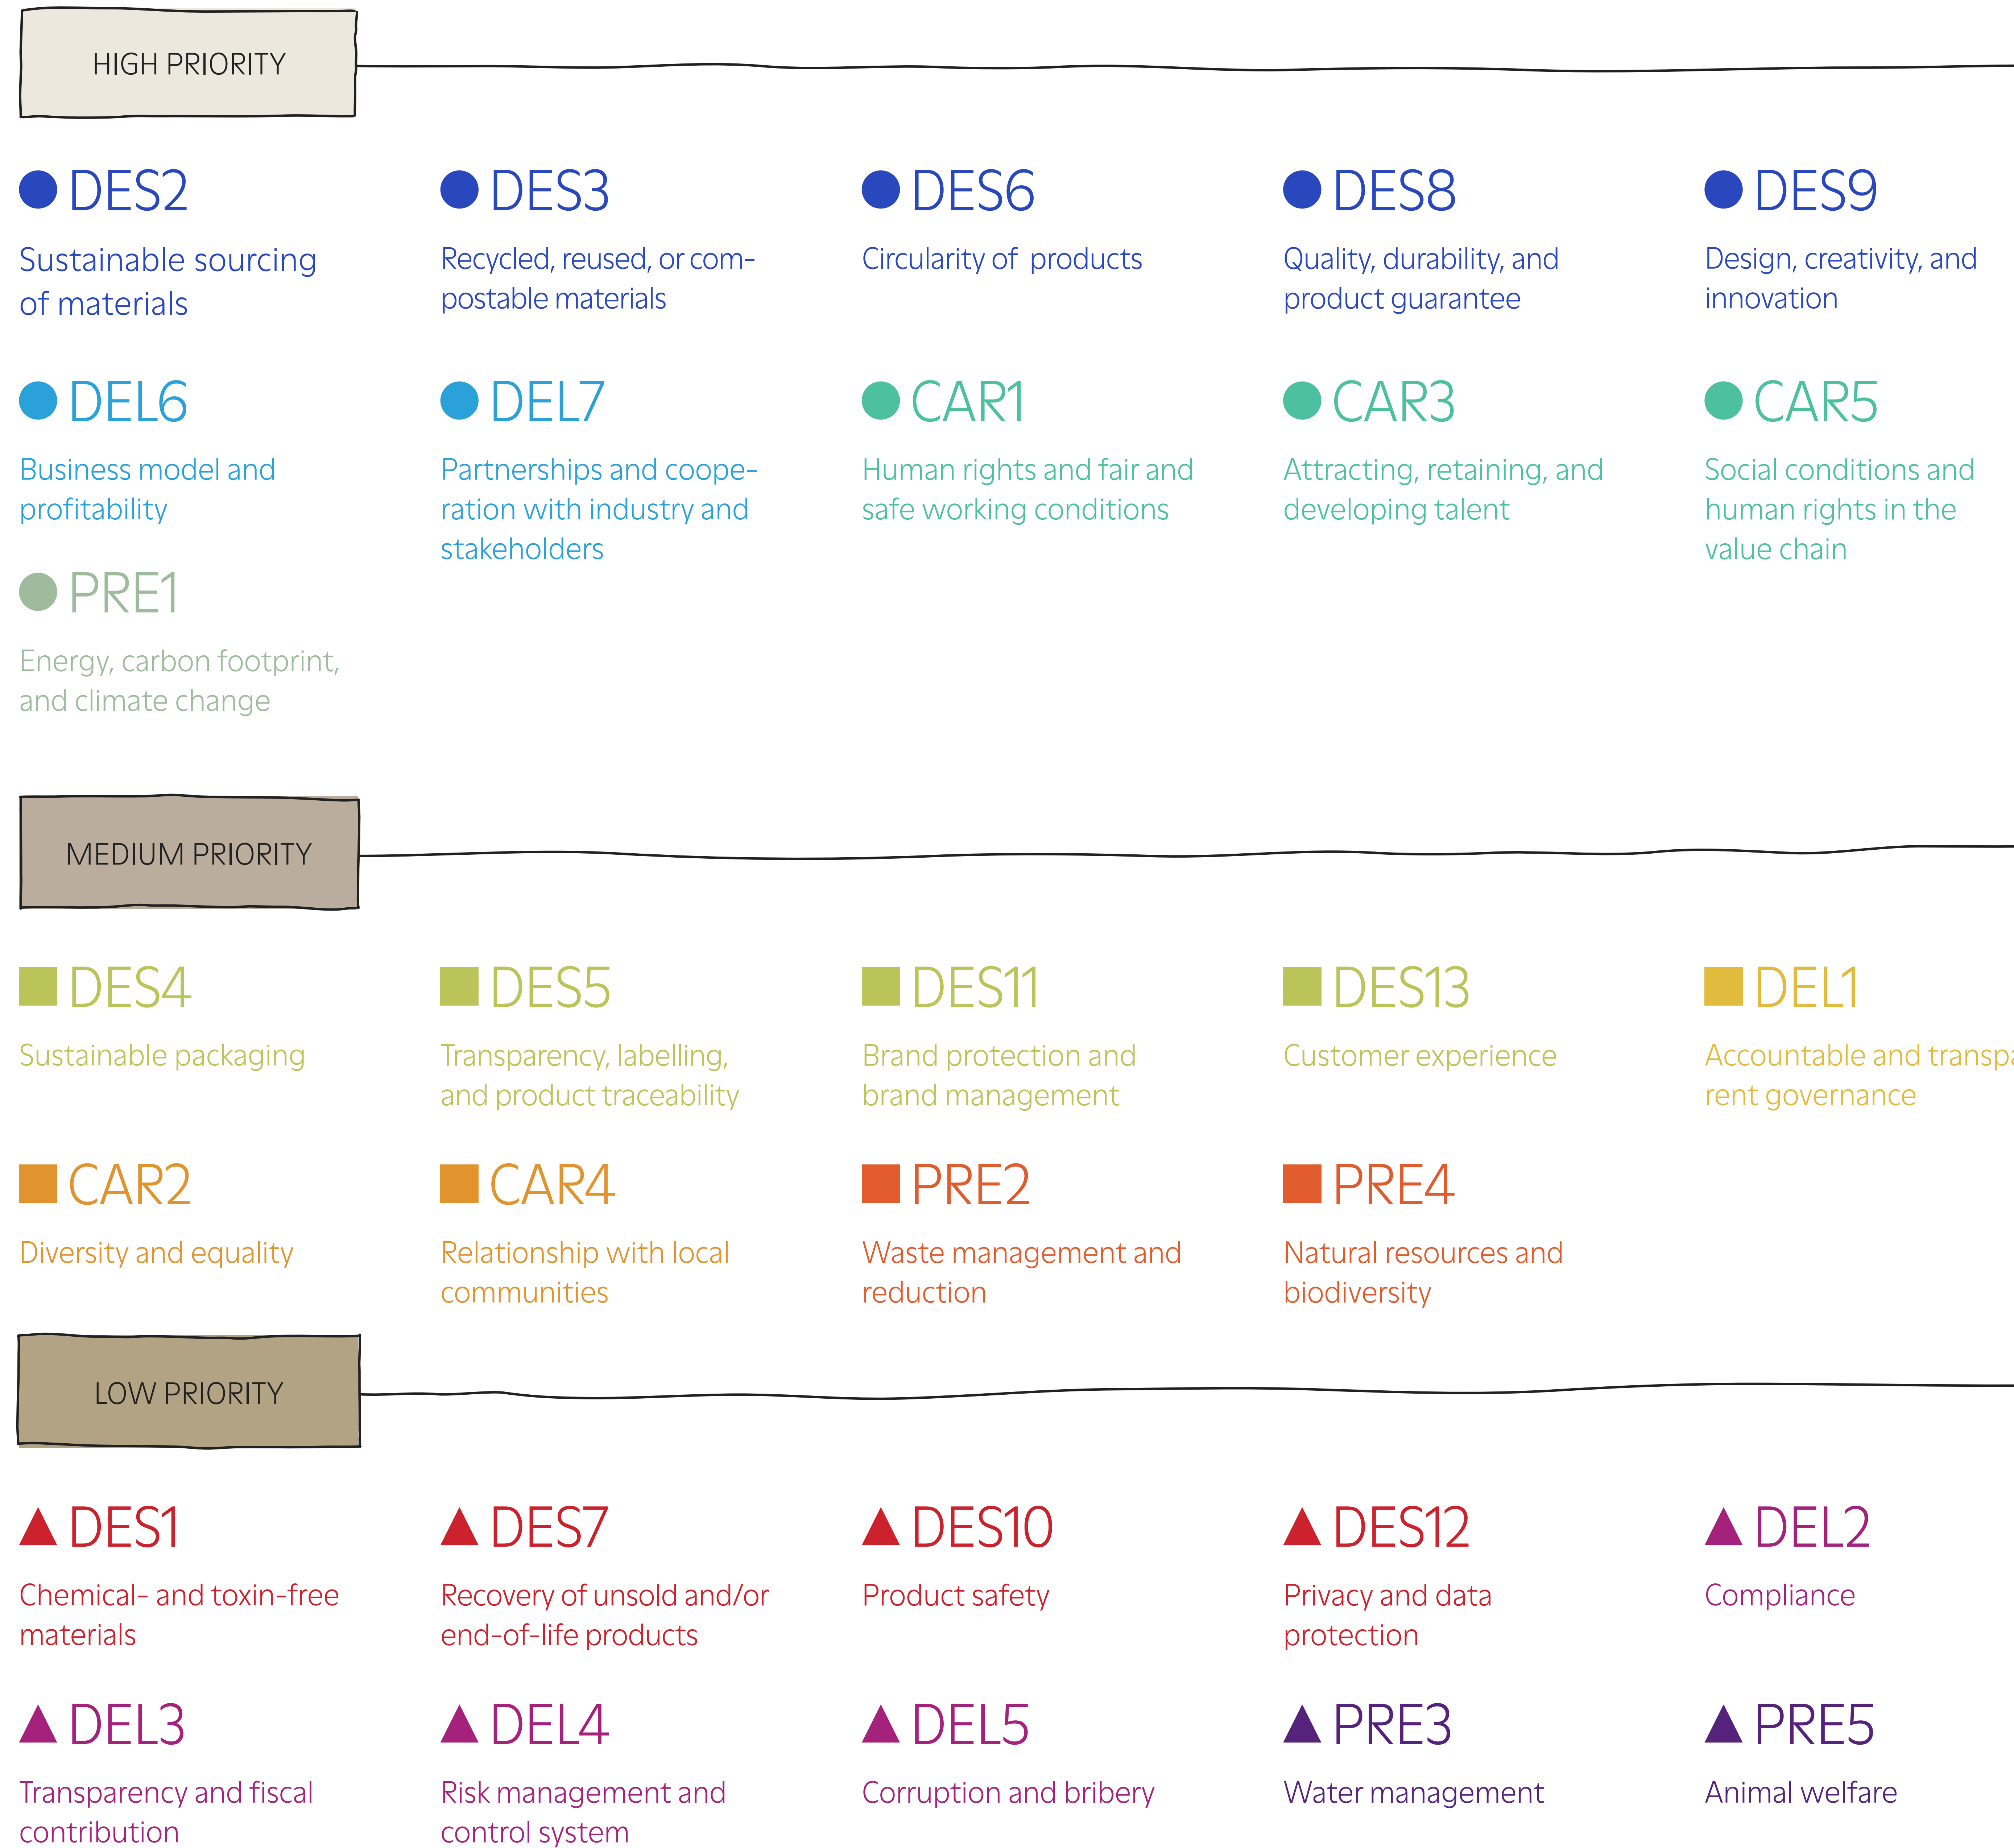 HIGH PRIORITY
DES2
Sustainable sourcing
of materials
DES3
Recycled, reused, or com-
postable materials
DES6
Circularity of products
DES8
Quality, durability, and
product guarantee
DES9
Design, creativity, and
innovation
DEL6
Business model and
profitability
DEL7
Partnerships and coope-
ration with industry and
stakeholders
CAR1
Human rights and fair and
safe working conditions
CAR3
Attracting, retaining, and
developing talent
CAR5
Social conditions and
human rights in the
value chain
PRE1
Energy, carbon footprint,
and climate change
MEDIUM PRIORITY
DES4
Sustainable packaging
DES5
Transparency, labelling,
and product traceability
DES11
Brand protection and
brand management
DES13
Customer experience
DEL1
Accountable and transpa
rent governance
CAR2
Diversity and equality
CAR4
Relationship with local
communities
PRE2
Waste management and
reduction
PRE4
Natural resources and
biodiversity
LOW PRIORITY
DES1
Chemical- and toxin-free
materials
DES7
Recovery of unsold and/or
end-of-life products
DES10
Product safety
DES12
Privacy and data
protection
DEL2
Compliance
DEL3
Transparency and fiscal
contribution
DEL4
Risk management and
control system
DEL5
Corruption and bribery
PRE3
Water management
PRE5
Animal welfare